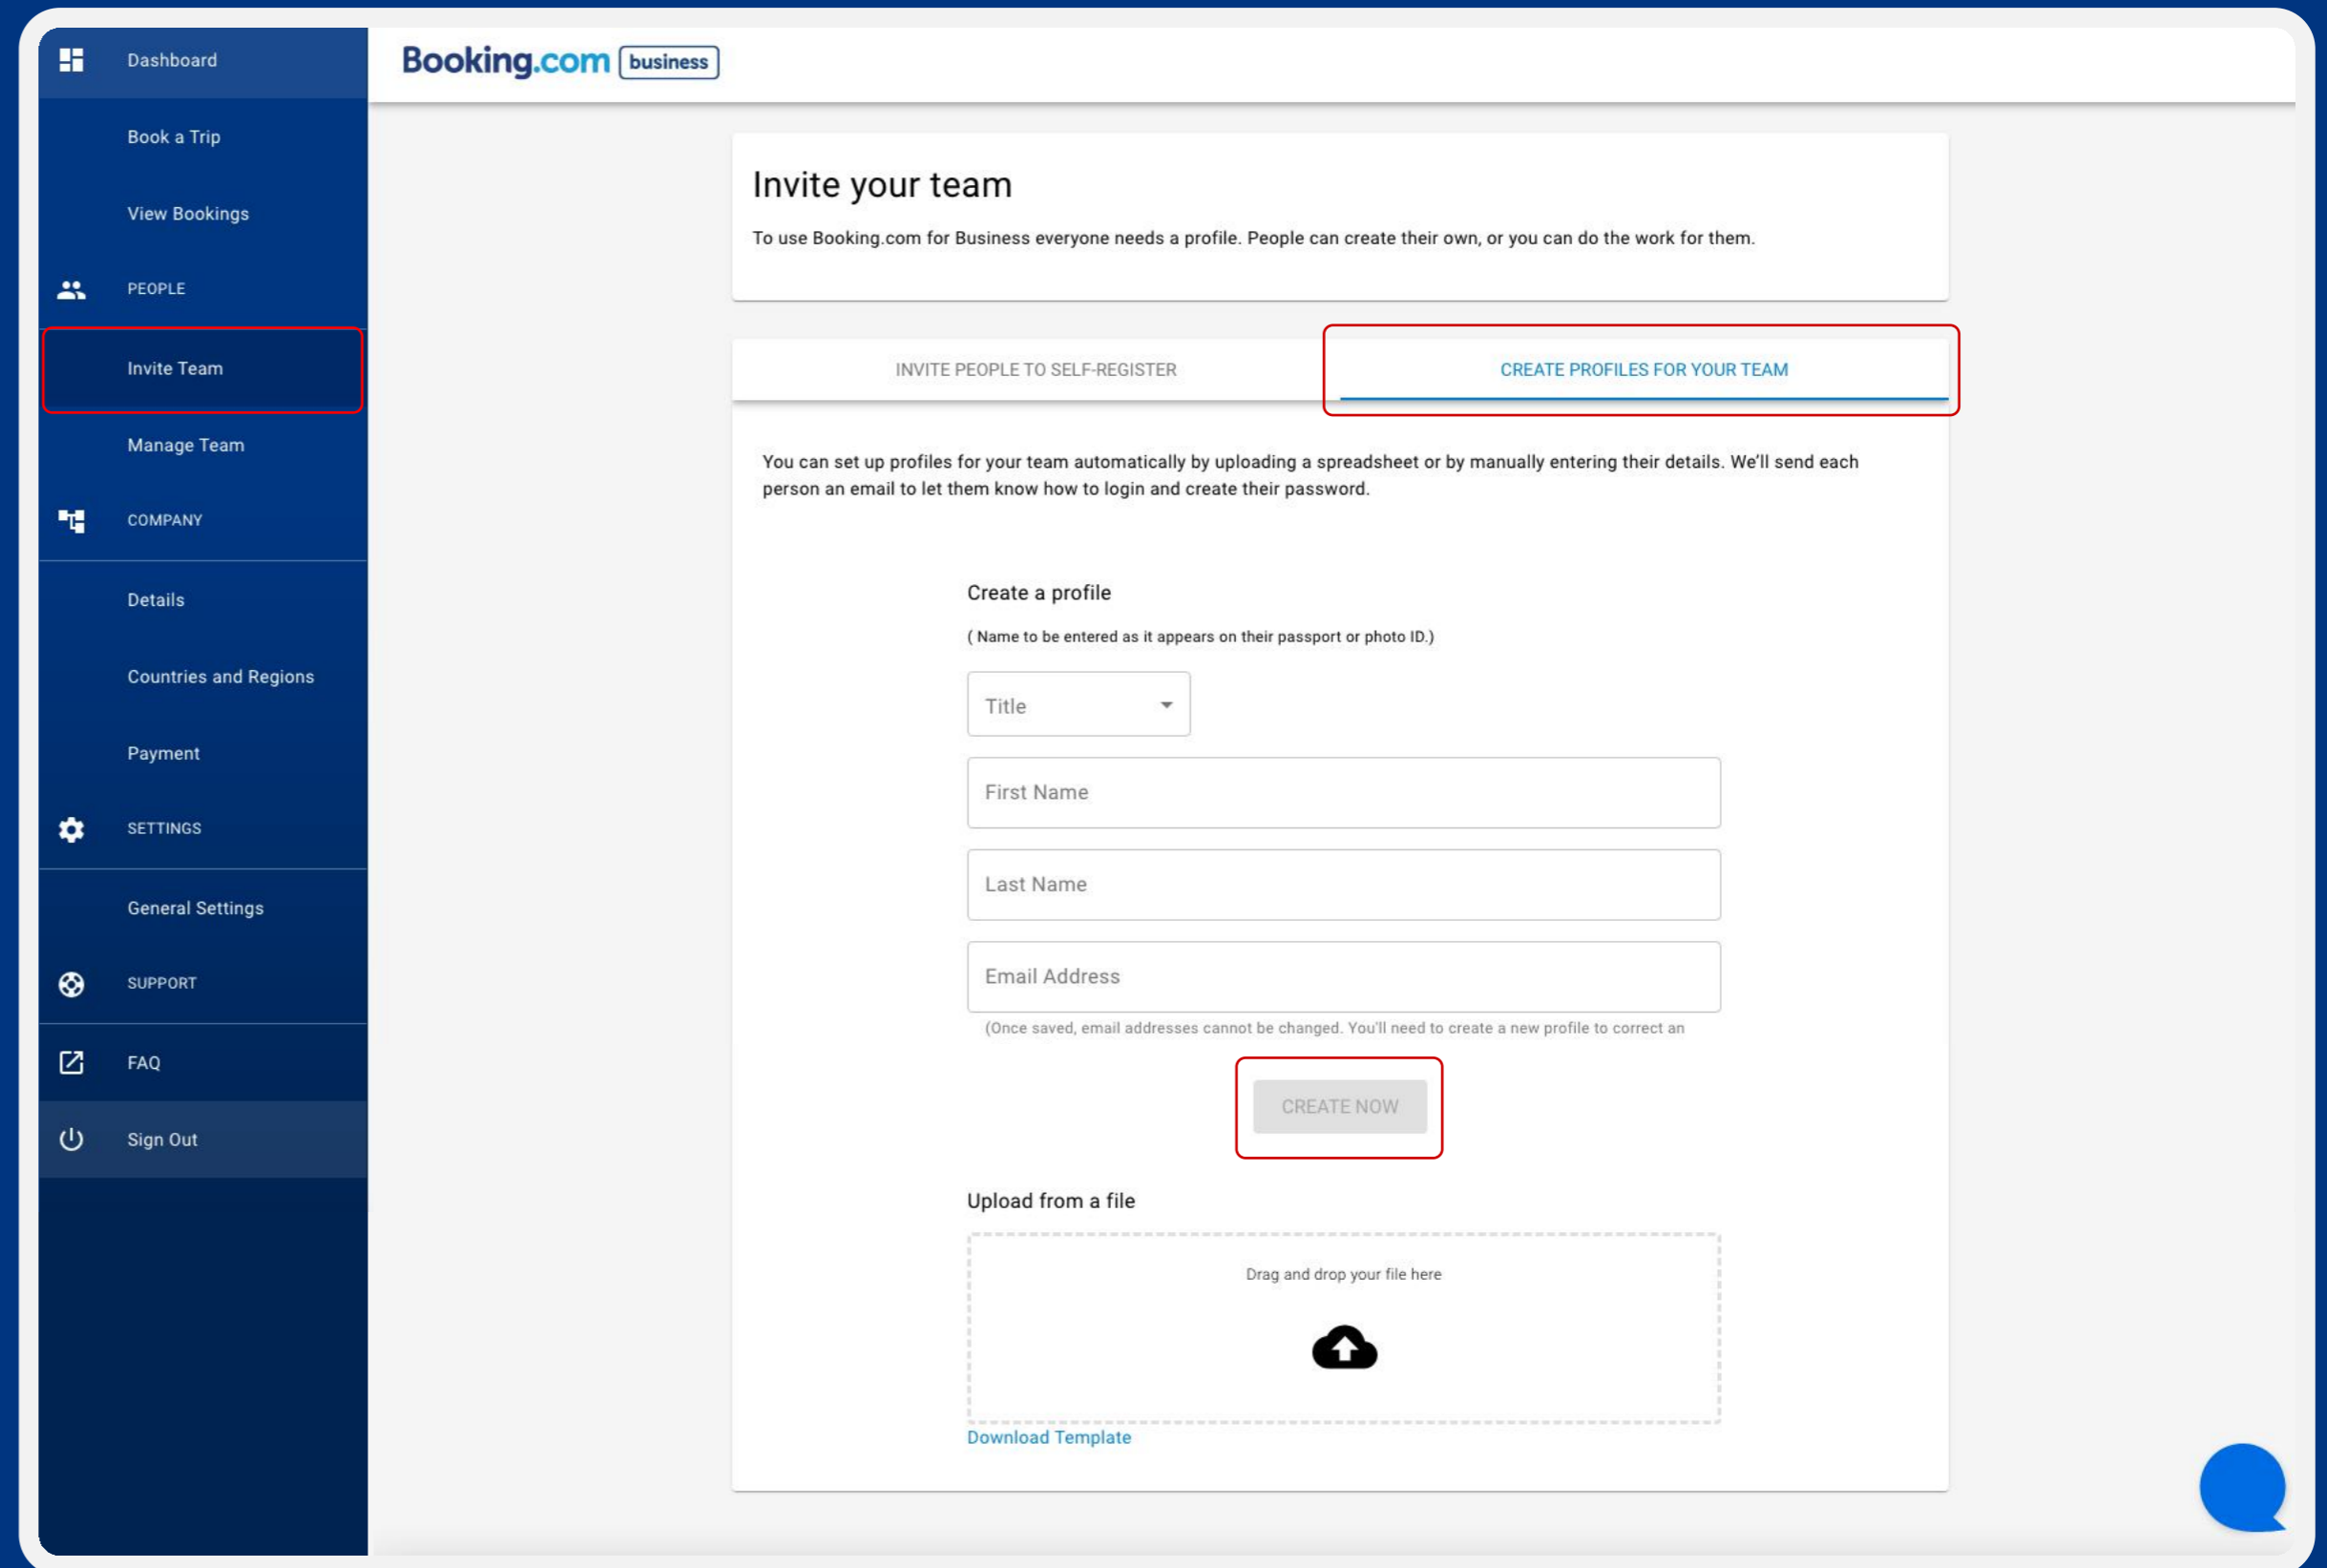 Dashboard
Booking.com business
Book a Trip
View Bookings
PEOPLE
Invite Team
Manage Team
COMPANY
Details
Countries and Regions
Payment
SETTINGS
General Settings
SUPPORT
FAQ
Sign Out
Invite your team
To use Booking.com for Business everyone needs a profile. People can create their own, or you can do the work for them.
INVITE PEOPLE TO SELF-REGISTER
CREATE PROFILES FOR YOUR TEAM
You can set up profiles for your team automatically by uploading a spreadsheet or by manually entering their details. We'll send each
person an email to let them know how to login and create their password.
Create a profile
( Name to be entered as it appears on their passport or photo ID.)
Title
First Name
Last Name
Email Address
(Once saved, email addresses cannot be changed. You'll need to create a new profile to correct an
CREATE NOW
Upload from a file
Drag and drop your file here
Download Template